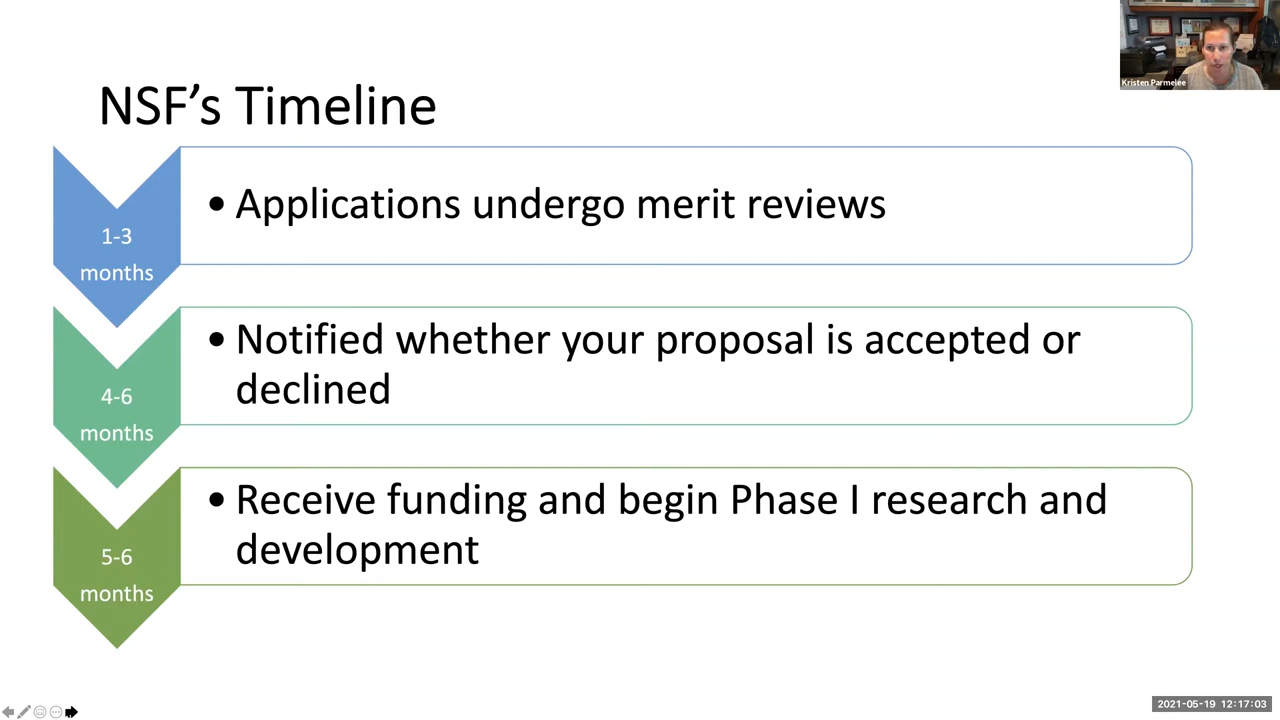 Kristen Parmelee
NSF's Timeline
1-3
months
• Applications undergo merit reviews
4-6
months
• Notified whether your proposal is accepted or
declined
5-6
months
• Receive funding and begin Phase I research and
development
2021-05-19 12:17:03